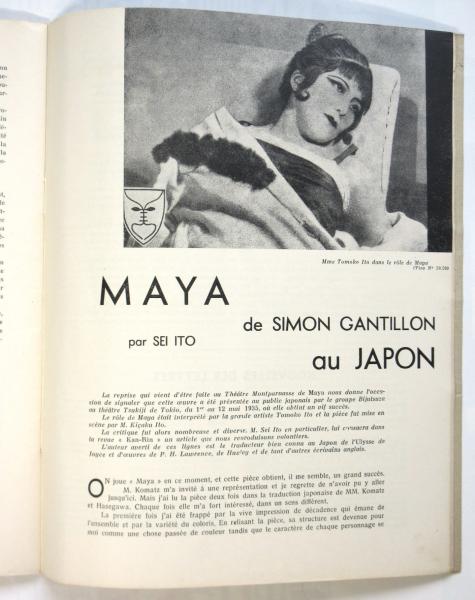 Mme Tomoko Ito dans le rôle de Maya
(Visa Nº 20.209
MAYA
de SIMON GANTILLON
par SEI ITO
au JAPON
La reprise qui vient d'être faite au Théâtre Montparnasse de Maya nous donne l'occa-
sion de signaler que cette œuvre a été présentée au public japonais par le groupe Bijutsuza
au théâtre Tsukiji de Tokio, du 1er au 12 mai 1935, où elle obtint un vif succès.
Le rôle de Maya était interprété par la grande artiste Tomoko Ito et la pièce fut mise en
scène par M. Kiçaku Ito.
La critique fut alors nombreuse et diverse. M. Sei Ito en particulier, lui consacra dans
la revue « Kan-Rin » un article que nous reproduisons volontiers.
L'auteur averti de ces lignes est le traducteur bien connu au Japon de l'Ulysse de
Joyce et d'œuvres de P. H. Lawrence, de Huxley et de tant d'autres écrivains anglais.
ON joue « Maya » en ce moment, et cette pièce obtient, il me semble, un grand succès.
M. Komatz m'a invité à une représentation et je regrette de n'avoir pu y aller
jusqu'ici. Mais j'ai lu la pièce deux fois dans la traduction japonaise de MM. Komatz
et Hasegawa. Chaque fois elle m'a fort intéressé, dans un sens différent.
La première fois j'ai été frappé par la vive impression de décadence qui émane de
l'ensemble et par la variété du coloris. En relisant la pièce, sa structure est devenue pour
moi comme une chose passée de couleur tandis que le caractère de chaque personnage se